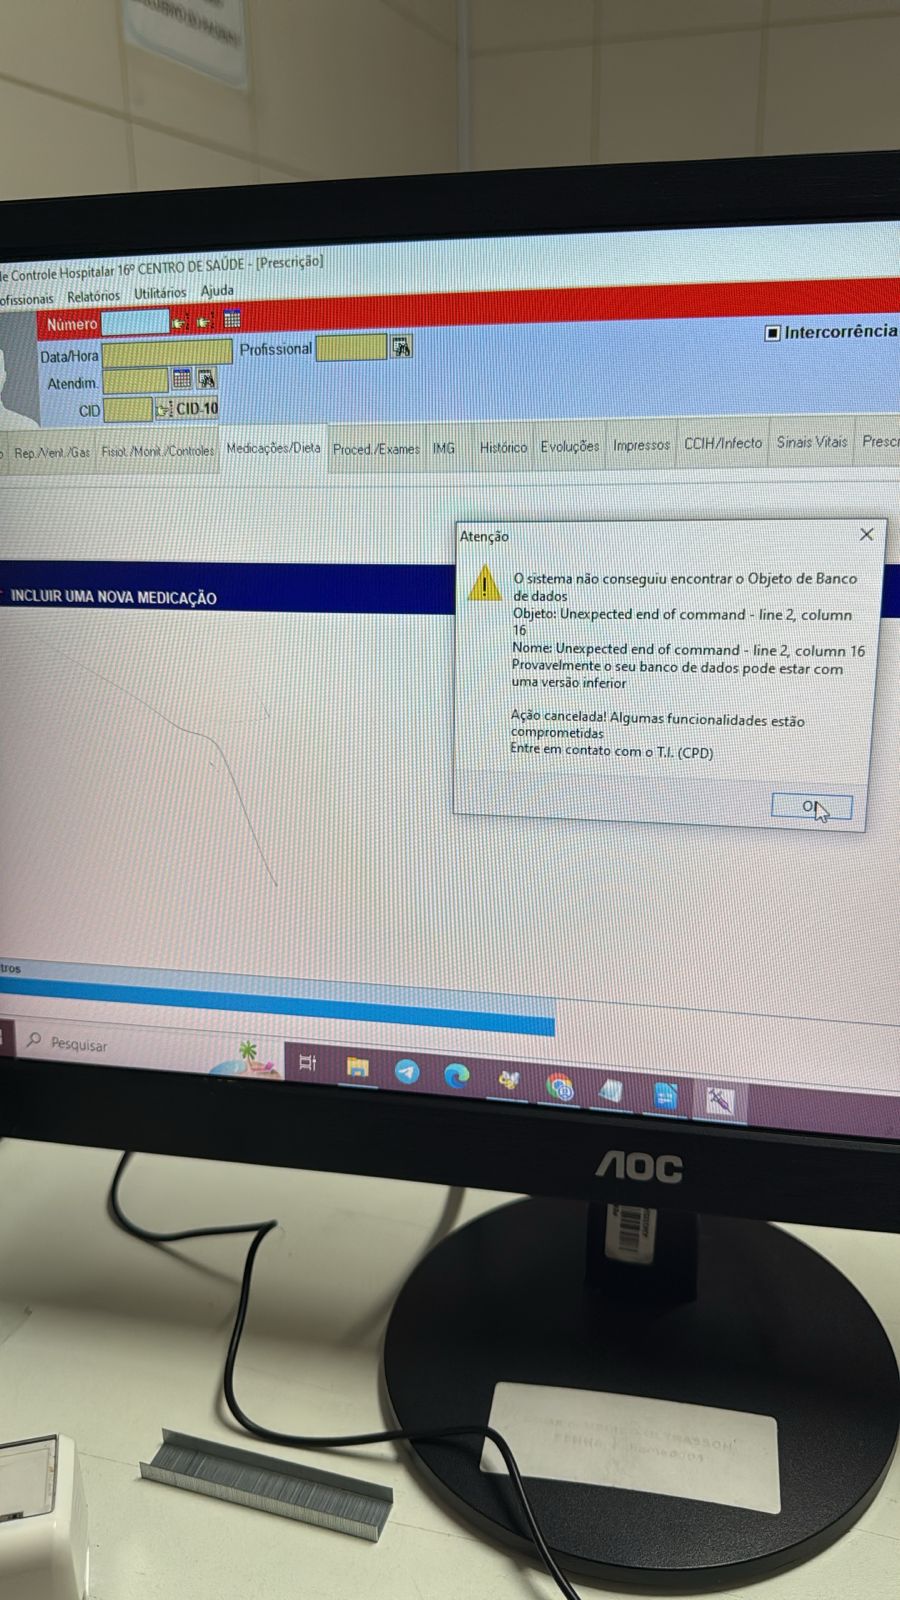 le Controle Hospitalar 16º CENTRO DE SAÚDE - [Prescrição]
ofissionais Relatórios Utilitários Ajuda
Número
Data/Hora Profissional
Intercorrência
Atendim.
CID CID-10
Rep./Vent./Gas Fisiot./Monit./Controles Medicações/Dieta Proced./Exames IMG Histórico Evoluções Impressos CCIH/Infecto Sinais Vitais Prescr
INCLUIR UMA NOVA MEDICAÇÃO
Atenção
O sistema não conseguiu encontrar o Objeto de Banco
de dados
Objeto: Unexpected end of command - line 2, column
16
Nome: Unexpected end of command - line 2, column 16
Provavelmente o seu banco de dados pode estar com
uma versão inferior
Ação cancelada! Algumas funcionalidades estão
comprometidas
Entre em contato com o T.I. (CPD)
tros
Pesquisar
AOC